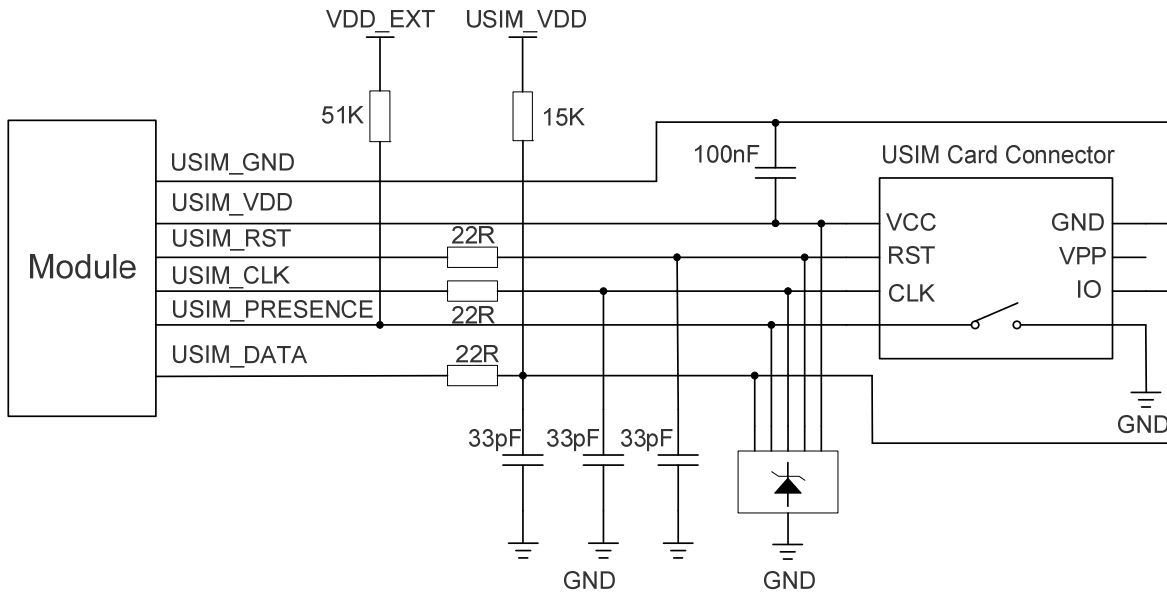 VDD_EXT USIM_VDD
51K 15K
100nF USIM Card Connector
USIM_GND
USIM_VDD VCC GND
USIM_RST 22R RST VPP
Module
USIM_CLK CLK IO
USIM_PRESENCE 22R
USIM_DATA 22R
GND
33pF 33pF 33pF
GND GND